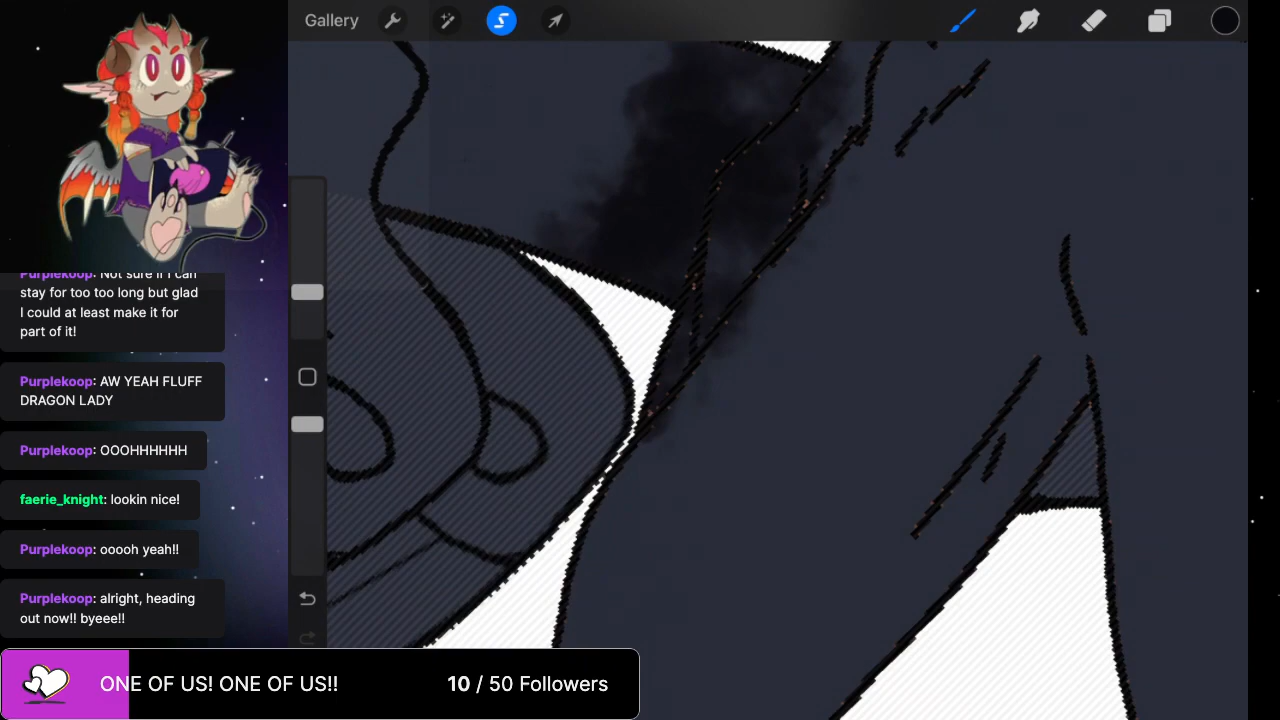 Gallery
Purplekoop: Not sure if I can
stay for too too long but glad
I could at least make it for
part of it!
Purplekoop: AW YEAH FLUFF
DRAGON LADY
Purplekoop: OOOHHHHHH
faerie_knight: lookin nice!
Purplekoop: ooooh yeah!!
Purplekoop: alright, heading
out now!! byeee!!
ONE OF US! ONE OF US!! 10 / 50 Followers